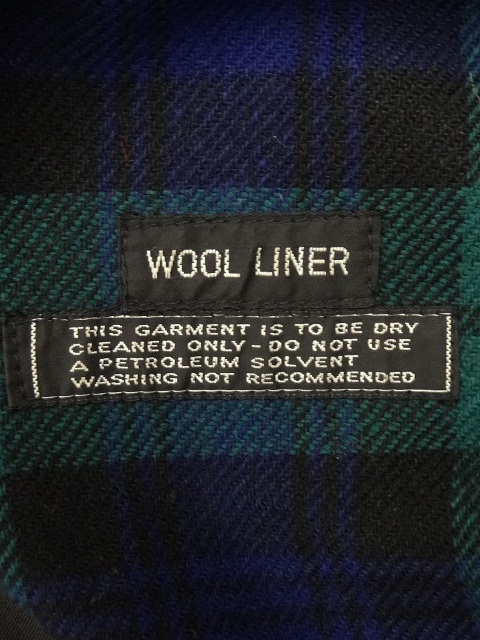 WOOL LINER
THIS GARMENT IS TO BE DRY
CLEANED ONLY - DO NOT USE
A PETROLEUM SOLVENT
WASHING NOT RECOMMENDED